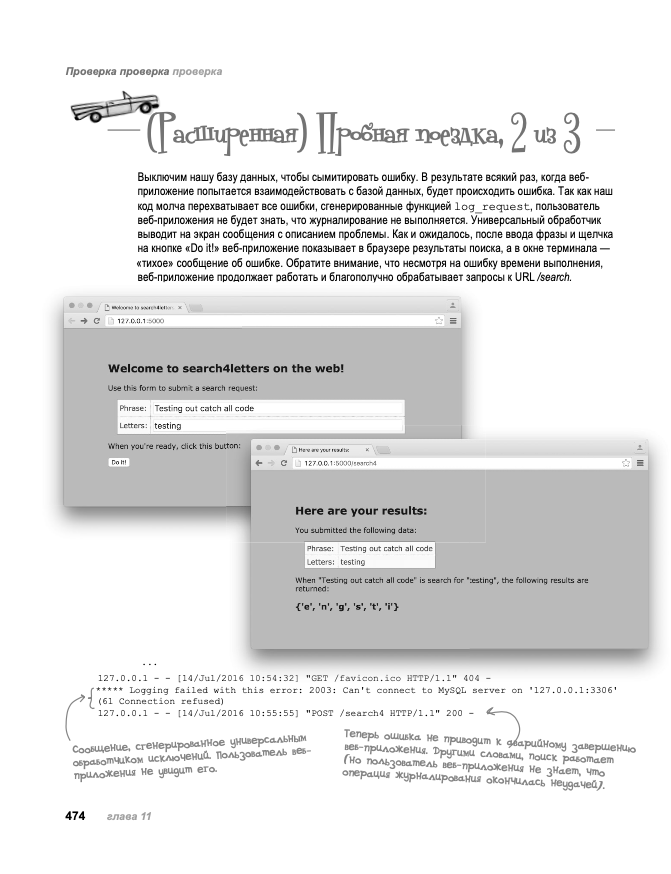 Проверка проверка проверка
(Расширенная) Пробная поездка, 2 из 3
Выключим нашу базу данных, чтобы сымитировать ошибку. В результате всякий раз, когда веб-
приложение попытается взаимодействовать с базой данных, будет происходить ошибка. Так как наш
код молча перехватывает все ошибки, сгенерированные функцией log_request, пользователь
веб-приложения не будет знать, что журналирование не выполняется. Универсальный обработчик
выводит на экран сообщения с описанием проблемы. Как и ожидалось, после ввода фразы и щелчка
на кнопке «Do it!» веб-приложение показывает в браузере результаты поиска, а в окне терминала —
«тихое» сообщение об ошибке. Обратите внимание, что несмотря на ошибку времени выполнения,
веб-приложение продолжает работать и благополучно обрабатывает запросы к URL /search.
Welcome to search4letters
127.0.0.1:5000
Welcome to search4letters on the web!
Use this form to submit a search request:
Phrase: Testing out catch all code
Letters: testing
When you're ready, click this button:
Do it!
Here are your results:
127.0.0.1:5000/search4
Here are your results:
You submitted the following data:
Phrase: Testing out catch all code
Letters: testing
When "Testing out catch all code" is search for "testing", the following results are
returned:
{'e', 'n', 'g', 's', 't', 'i'}
...
127.0.0.1 - - [14/Jul/2016 10:54:32] "GET /favicon.ico HTTP/1.1" 404 -
***** Logging failed with this error: 2003: Can't connect to MySQL server on '127.0.0.1:3306'
(61 Connection refused)
127.0.0.1 - - [14/Jul/2016 10:55:55] "POST /search4 HTTP/1.1" 200 -
Сообщение, сгенерированное универсальным
обработчиком исключений. Пользователь веб-
приложения не увидит его.
Теперь ошибка не приводит к аварийному завершению
веб-приложения. Другими словами, поиск работает
(но пользователь веб-приложения не знает, что
операция журналирования окончилась неудачей).
474 глава 11